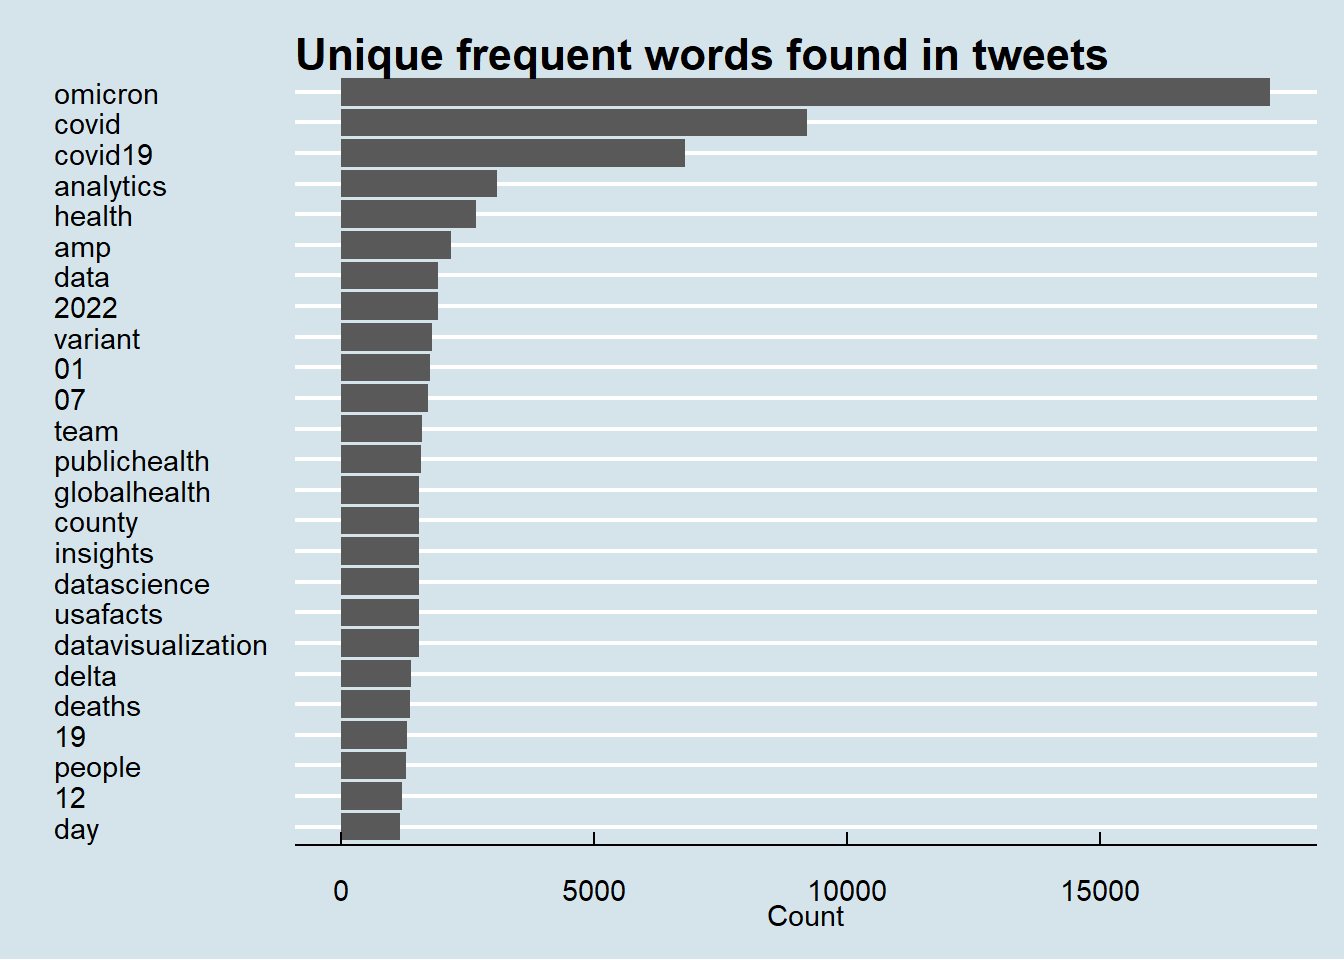 Unique frequent words found in tweets
omicron
covid
covid19
analytics
health
amp
data
2022
variant
01
07
team
publichealth
globalhealth
county
insights
datascience
usafacts
datavisualization
delta
deaths
19
people
12
day
0 5000 10000 15000
Count